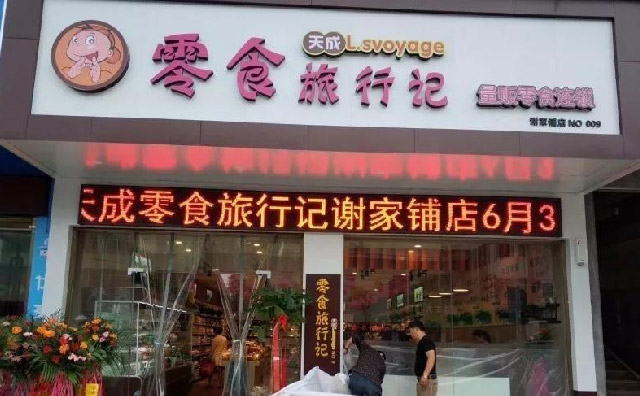 天成L.svoyage
零食旅行记
量贩零食连锁
谢家铺店 NO 009
天成零食旅行记谢家铺店6月3
零食旅行记